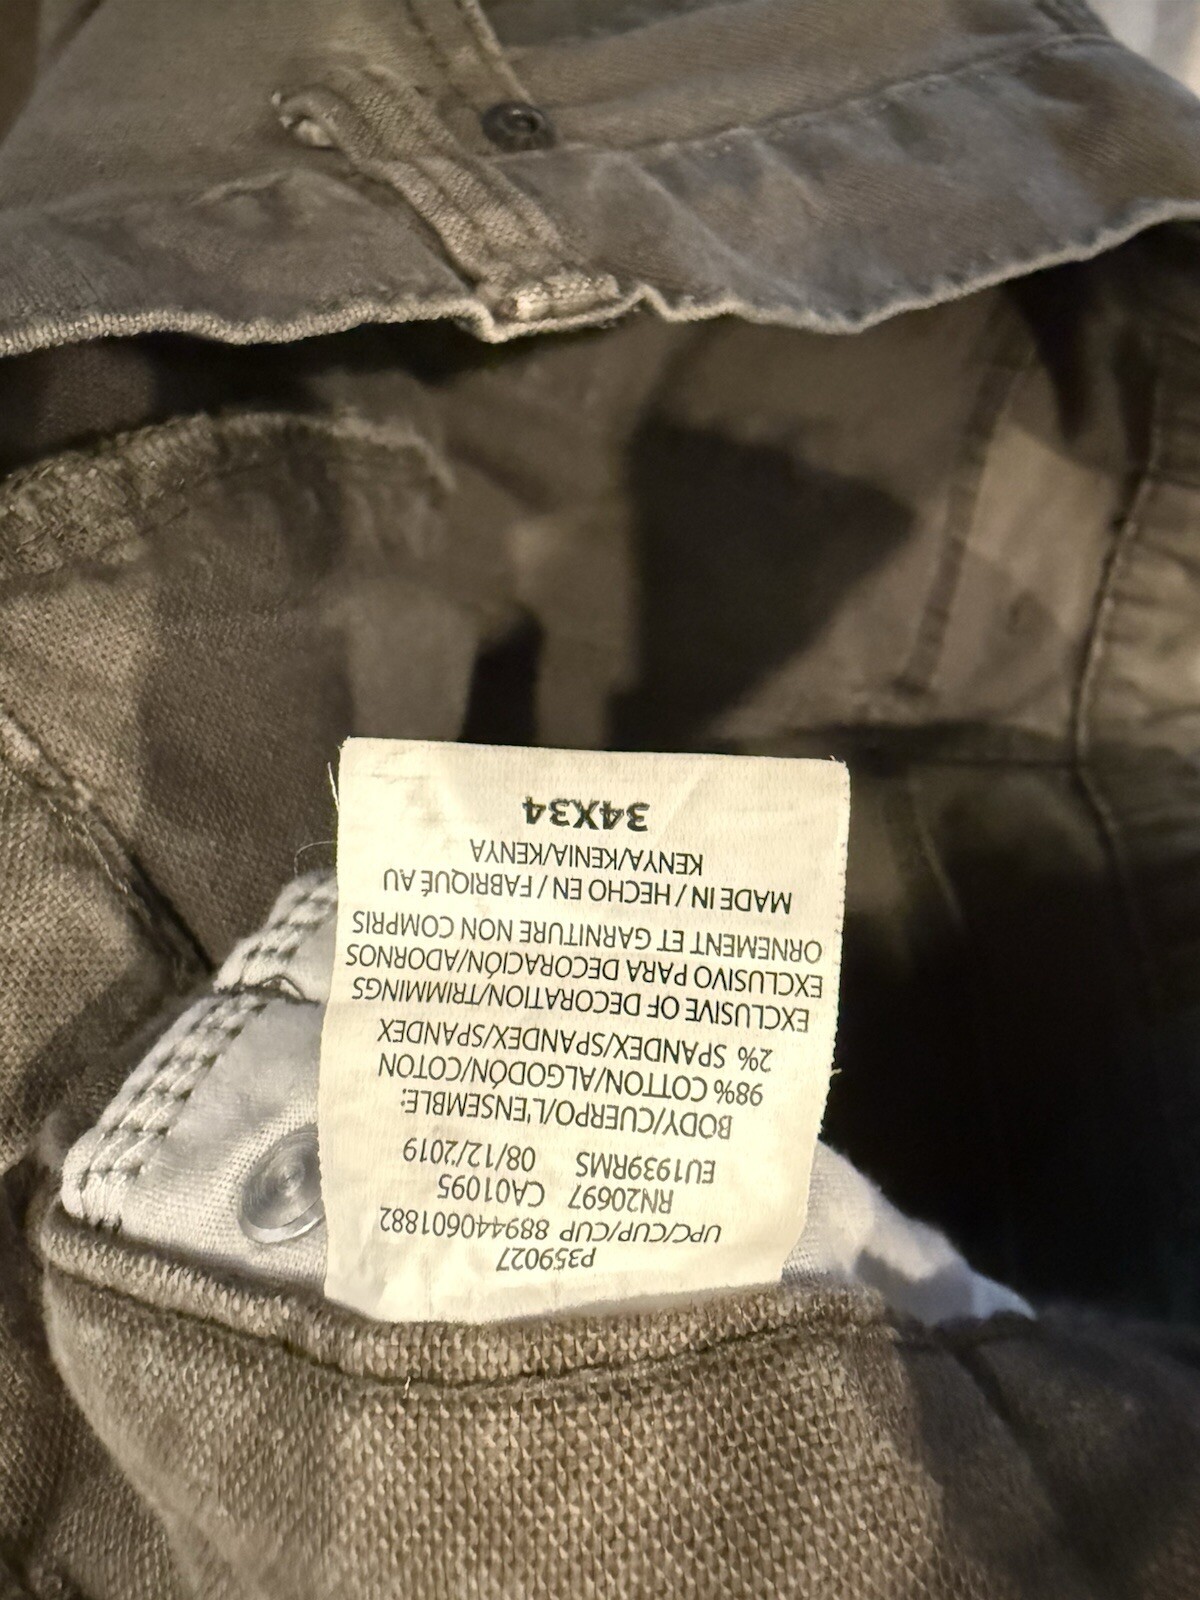 P359027
UPC/CUP/CUP 889440601882
RN20697 CA01095
EU1939RMS 08/12/2019
BODY/CUERPO/L'ENSEMBLE:
98% COTTON/ALGODÓN/COTON
2% SPANDEX/SPANDEX/SPANDEX
EXCLUSIVE OF DECORATION/TRIMMINGS
EXCLUSIVO PARA DECORACIÓN/ADORNOS
ORNEMENT ET GARNITURE NON COMPRIS
MADE IN / HECHO EN / FABRIQUÉ AU
KENYA/KENIA/KENYA
34X34